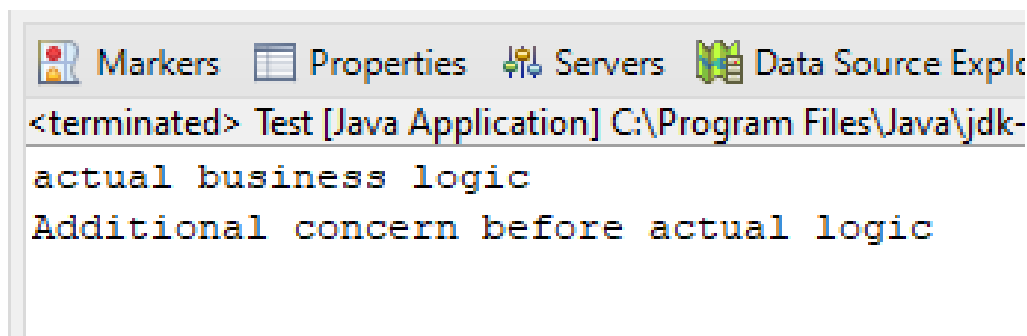 Markers Properties Servers Data Source Explo
<terminated> Test [Java Application] C:\Program Files\Java\jdk-
actual business logic
Additional concern before actual logic